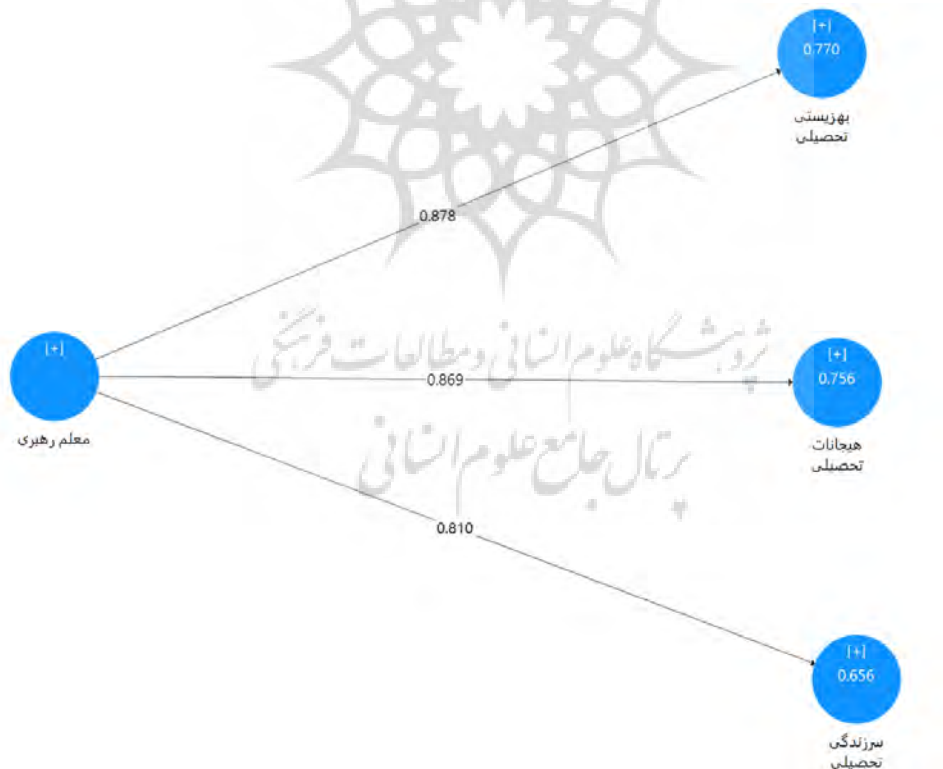 [+]
0.770
بهزیستی
تحصیلی
0.878
پژوهشگاه علوم انسانی و مطالعات فرهنگی
[+]
معلم رهبری
0.869
[+]
0.756
هیجانات
تحصیلی
پرتال جامع علوم انسانی
0.810
[+]
0.656
سرزندگی
تحصیلی